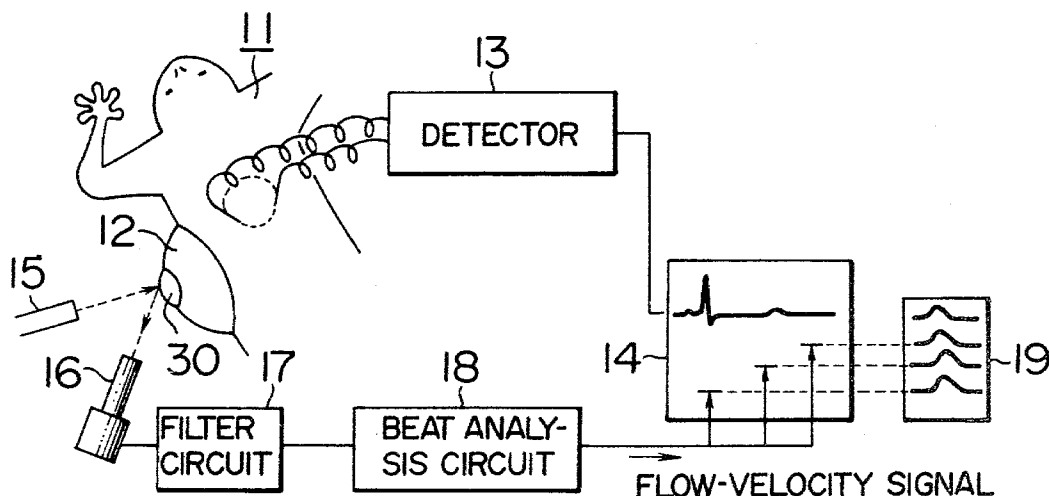 11
13
DETECTOR
12
15
30
16
17
18
14
19
FILTER
CIRCUIT
BEAT ANALY-
SIS CIRCUIT
FLOW-VELOCITY SIGNAL